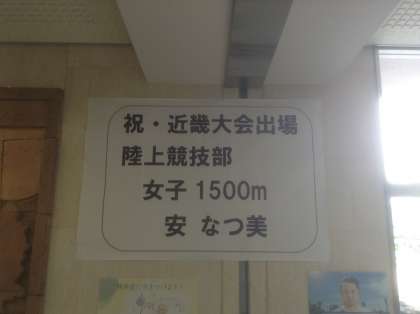 祝・近畿大会出場
陸上競技部
女子 1500m
安 なつ美